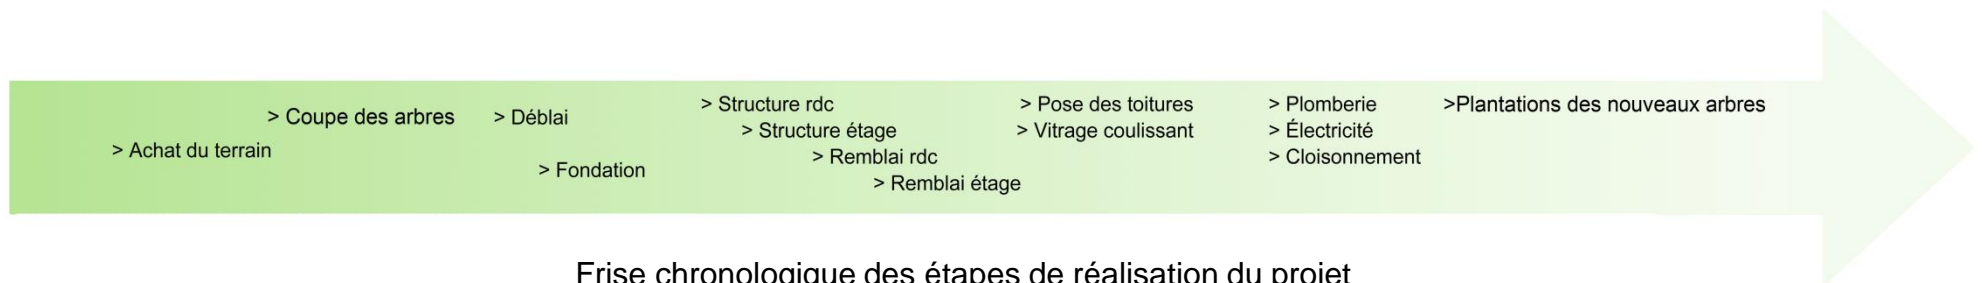 > Achat du terrain
> Coupe des arbres
> Déblai
> Fondation
> Structure rdc
> Structure étage
> Remblai rdc
> Remblai étage
> Pose des toitures
> Vitrage coulissant
> Plomberie
> Électricité
> Cloisonnement
>Plantations des nouveaux arbres
Frise chronologique des étapes de réalisation du projet